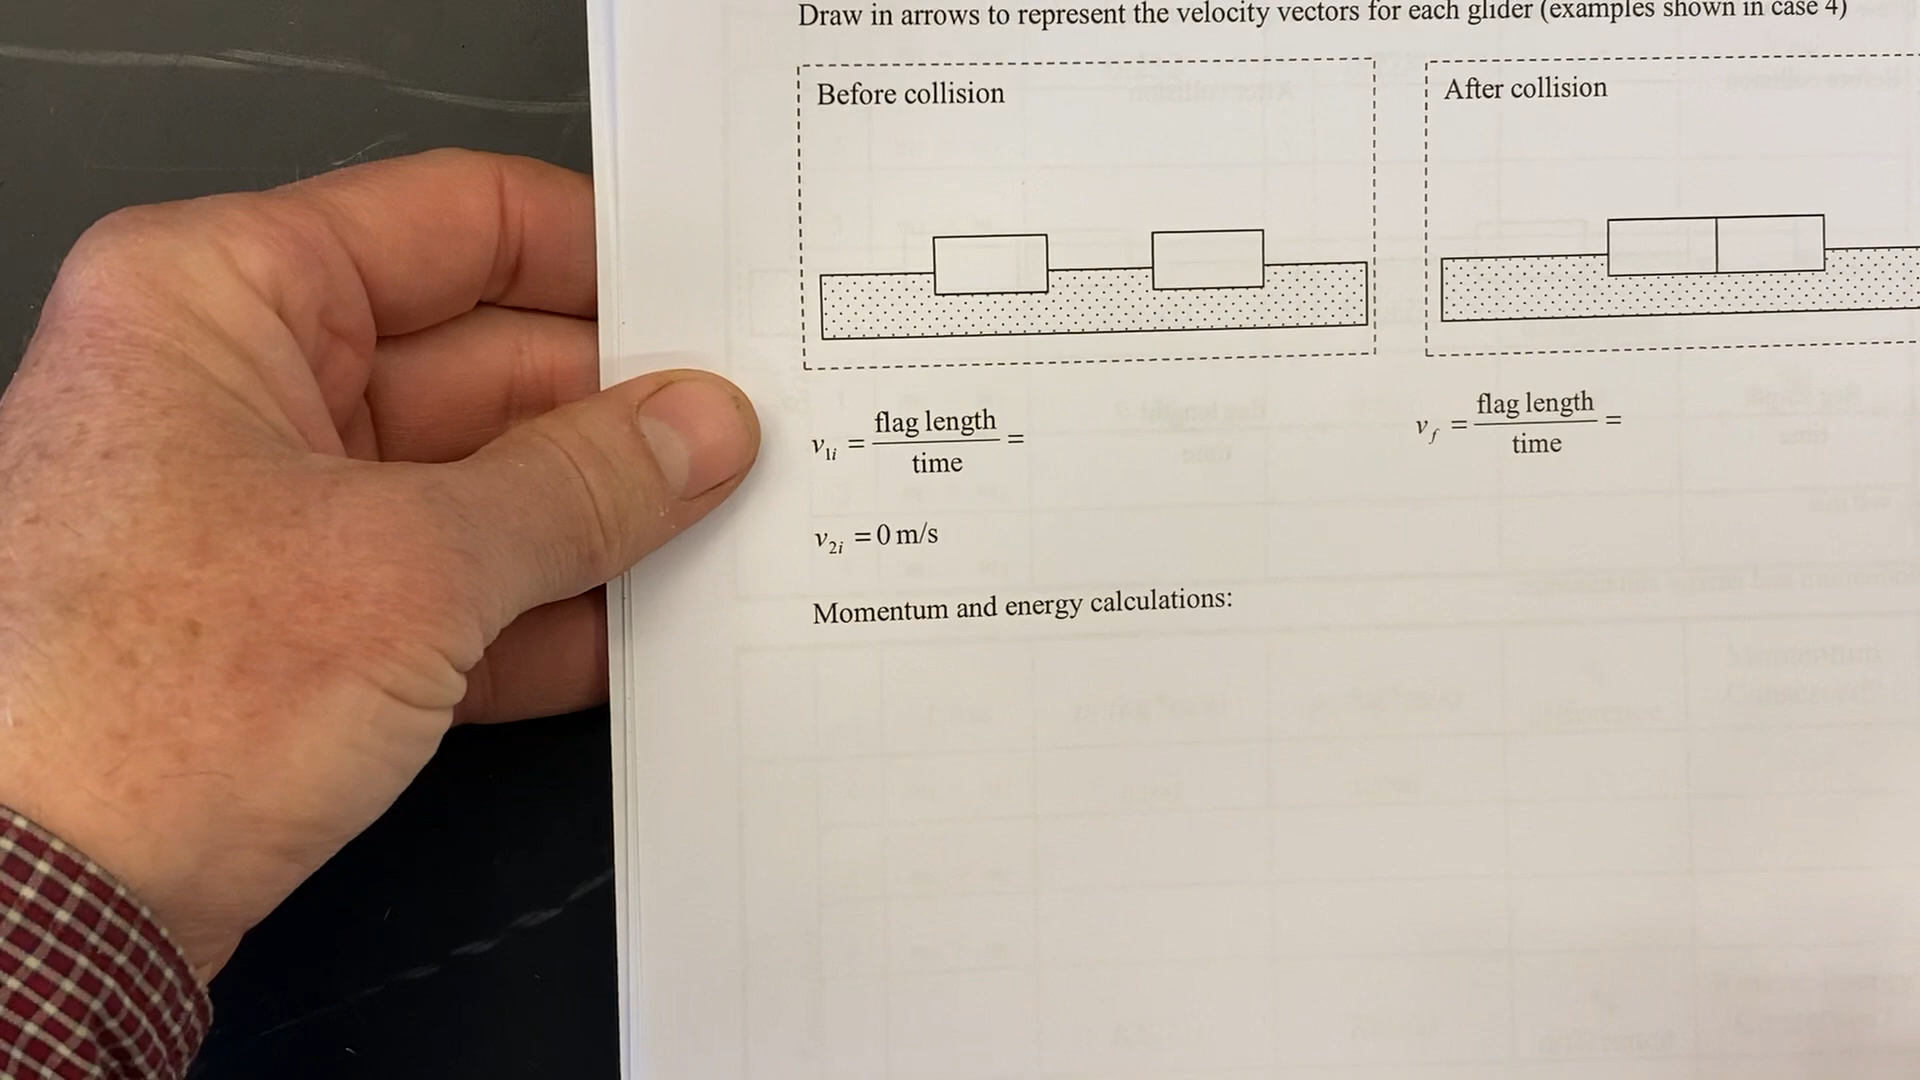 Draw in arrows to represent the velocity vectors for each glider (examples shown in case 4)
Before collision
After collision
v₁ᵢ = flag length / time =
v_f = flag length / time =
v₂ᵢ = 0 m/s
Momentum and energy calculations: